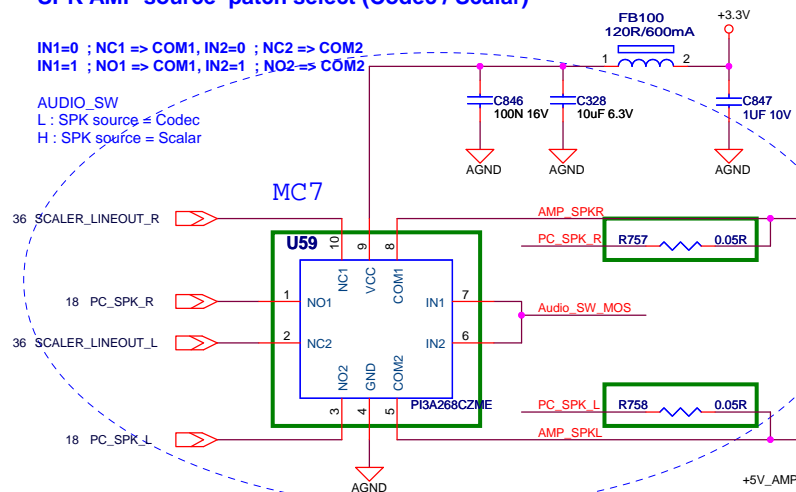 SPK AMP source patch select (Codec / Scalar)
IN1=0 ; NC1 => COM1, IN2=0 ; NC2 => COM2
IN1=1 ; NO1 => COM1, IN2=1 ; NO2 => COM2
AUDIO_SW
L : SPK source = Codec
H : SPK source = Scalar
FB100
120R/600mA
+3.3V
1
2
C846
100N 16V
C328
10uF 6.3V
C847
1UF 10V
AGND
AGND
AGND
MC7
36 SCALER_LINEOUT_R
AMP_SPKR
PC_SPK_R
R757
0.05R
U59
10
9
8
NC1
VCC
COM1
18 PC_SPK_R
1
NO1
IN1
7
Audio_SW_MOS
36 SCALER_LINEOUT_L
2
NC2
IN2
6
NO2
GND
COM2
PI3A268CZME
3
4
5
PC_SPK_L
R758
0.05R
18 PC_SPK_L
AMP_SPKL
AGND
+5V_AMP